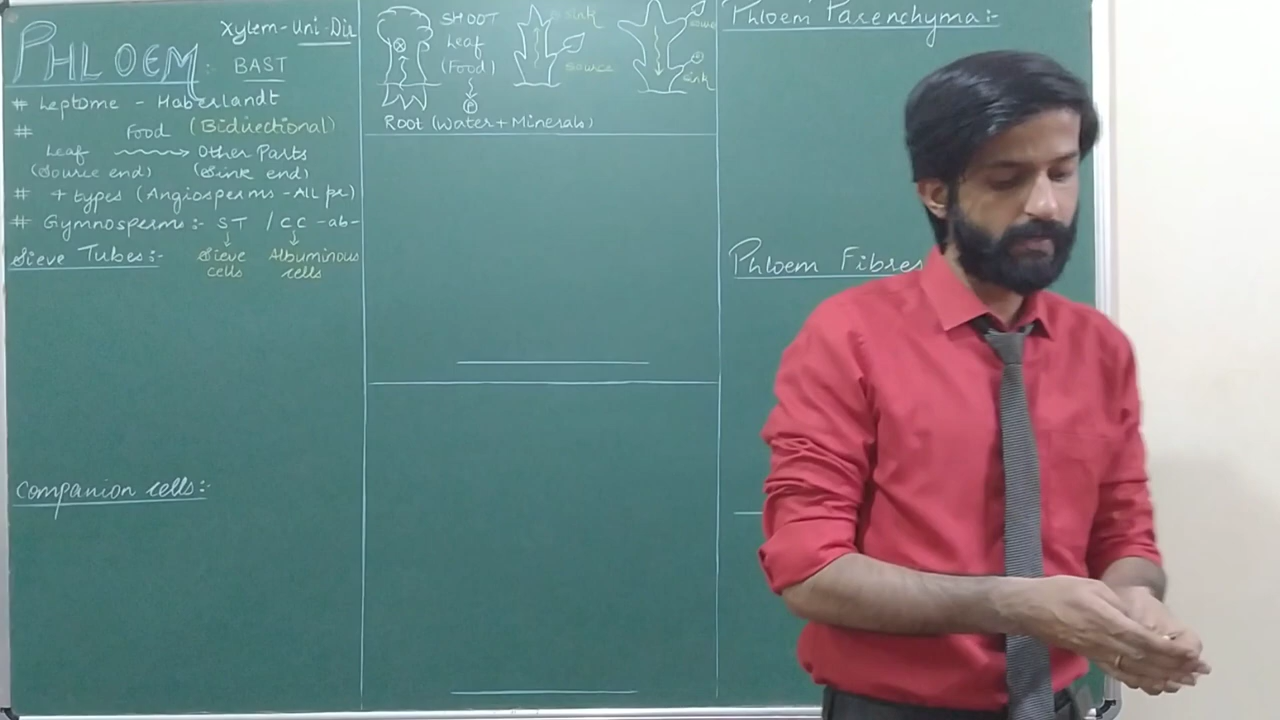 Xylem-Uni-Dir
PHLOEM:- BAST
# Leptome - Haberlandt
# Food (Bidirectional)
Leaf → Other Parts
(Source end) (Sink end)
# 4 types (Angiosperms - All pr)
# Gymnosperms:- ST / CC -ab-
Sieve Albuminous
cells cells
Sieve Tubes:-
Companion cells:-
SHOOT
Leaf
(Food)
Root (Water+Minerals)
sink
source
sink
Phloem Parenchyma:-
Phloem Fibres